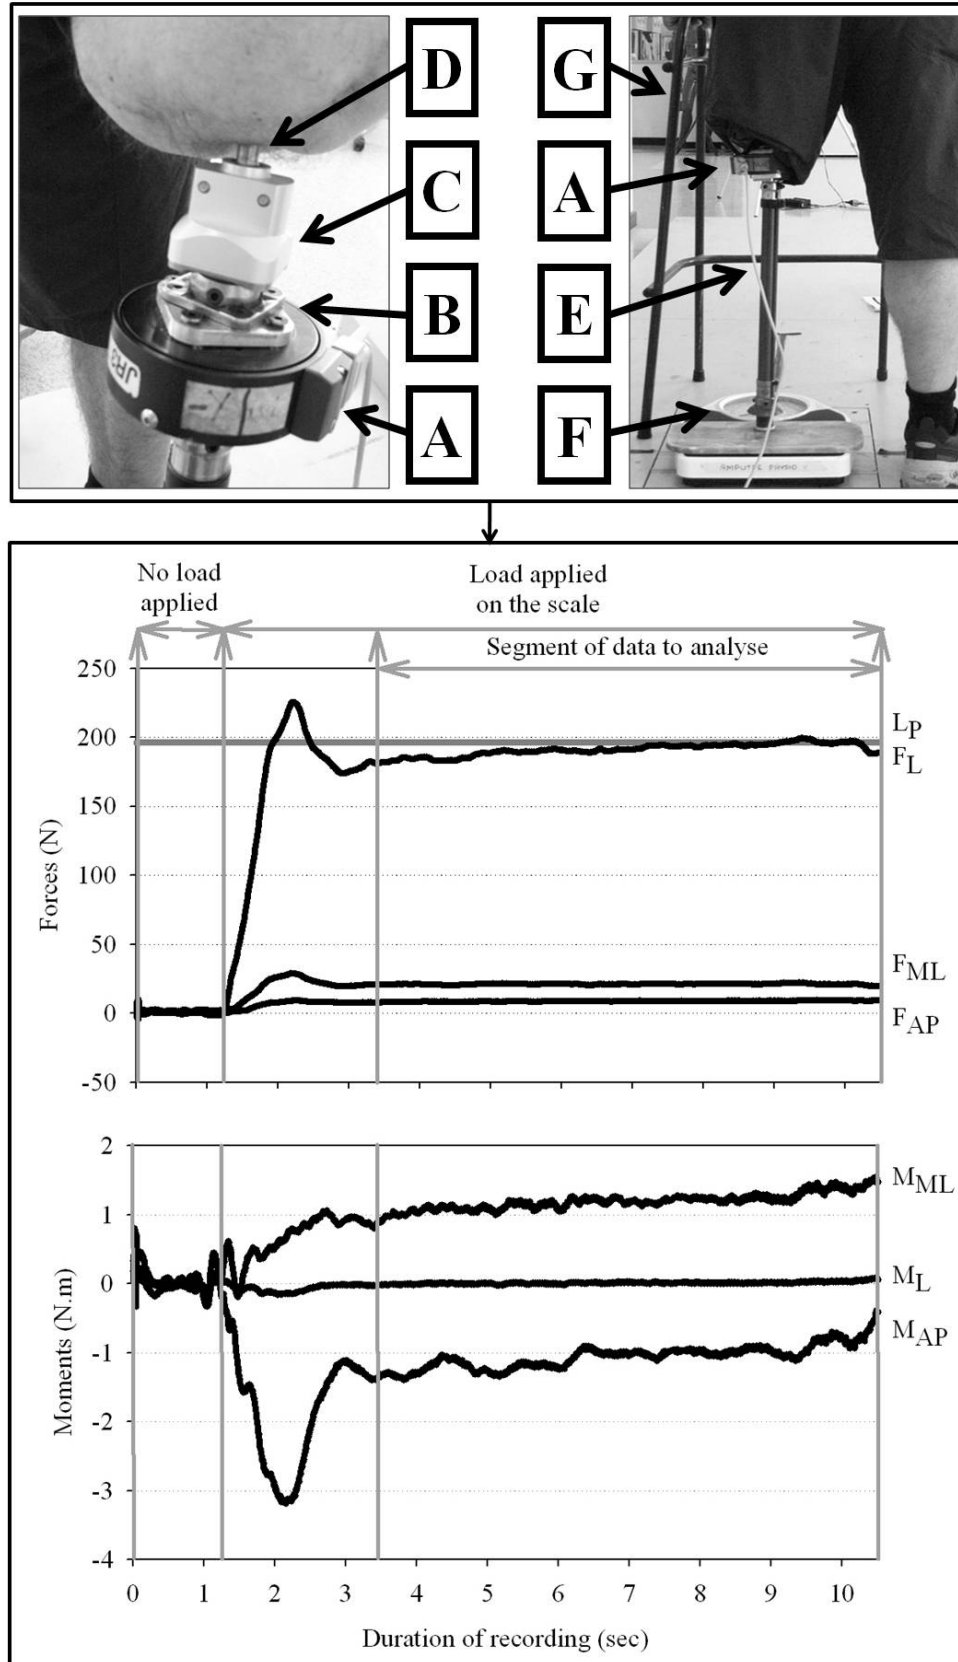 D
C
B
A
G
A
E
F
JR3
AMPUTEE PHYSIO
No load
applied
Load applied
on the scale
Segment of data to analyse
250
200
150
100
50
0
-50
Forces (N)
LP
FL
FML
FAP
2
1
0
-1
-2
-3
-4
Moments (N.m)
MML
ML
MAP
0 1 2 3 4 5 6 7 8 9 10
Duration of recording (sec)